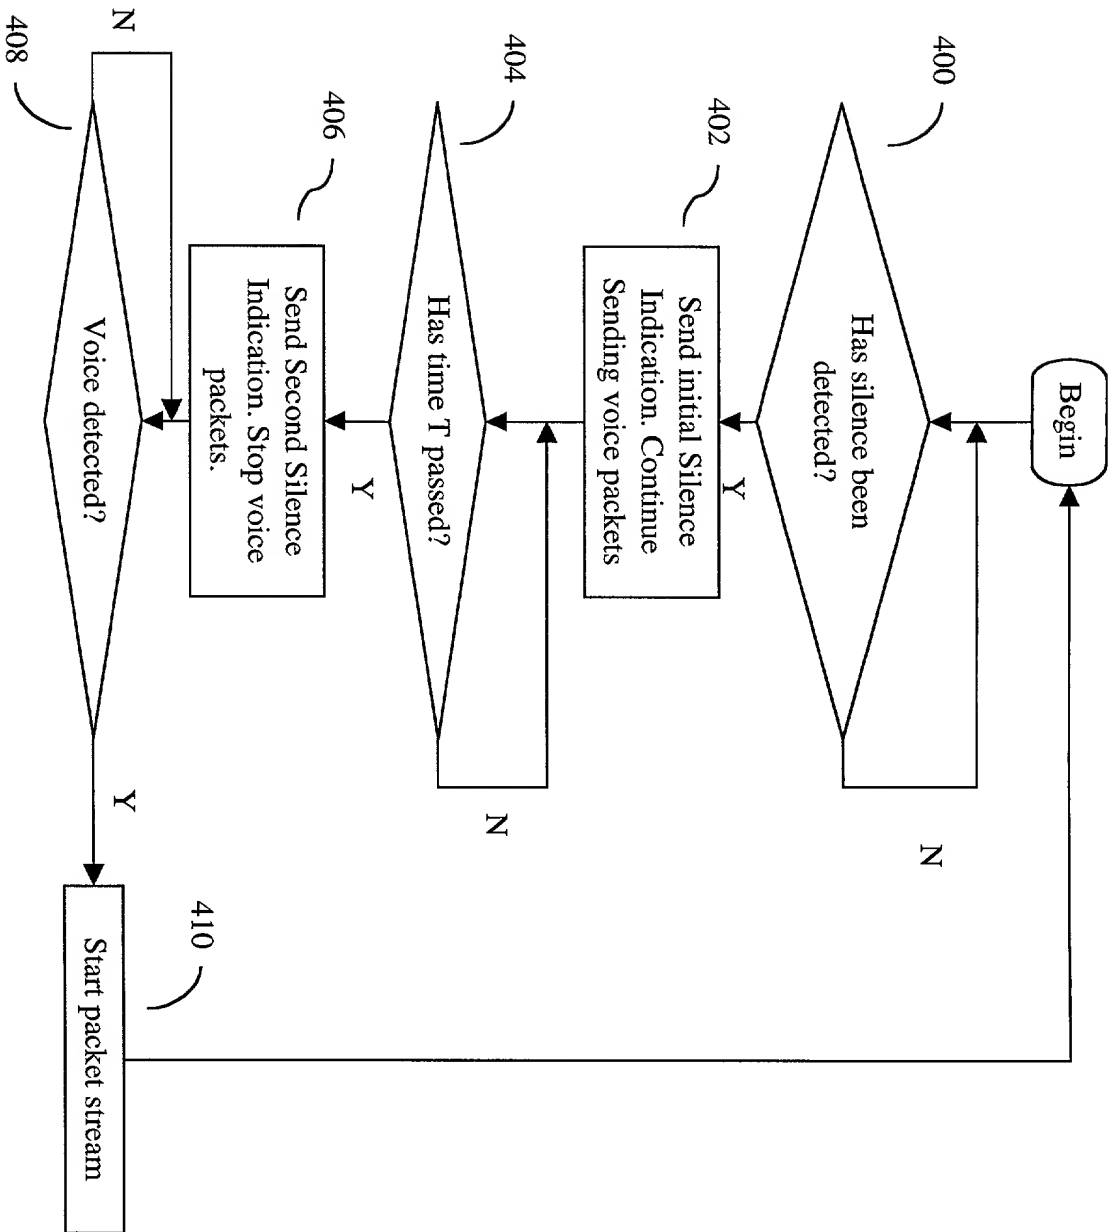 Begin
400
Has silence been
detected?
N
Y
402
Send initial Silence
Indication. Continue
Sending voice packets
404
Has time T passed?
N
Y
406
Send Second Silence
Indication. Stop voice
packets.
N
408
Voice detected?
Y
410
Start packet stream